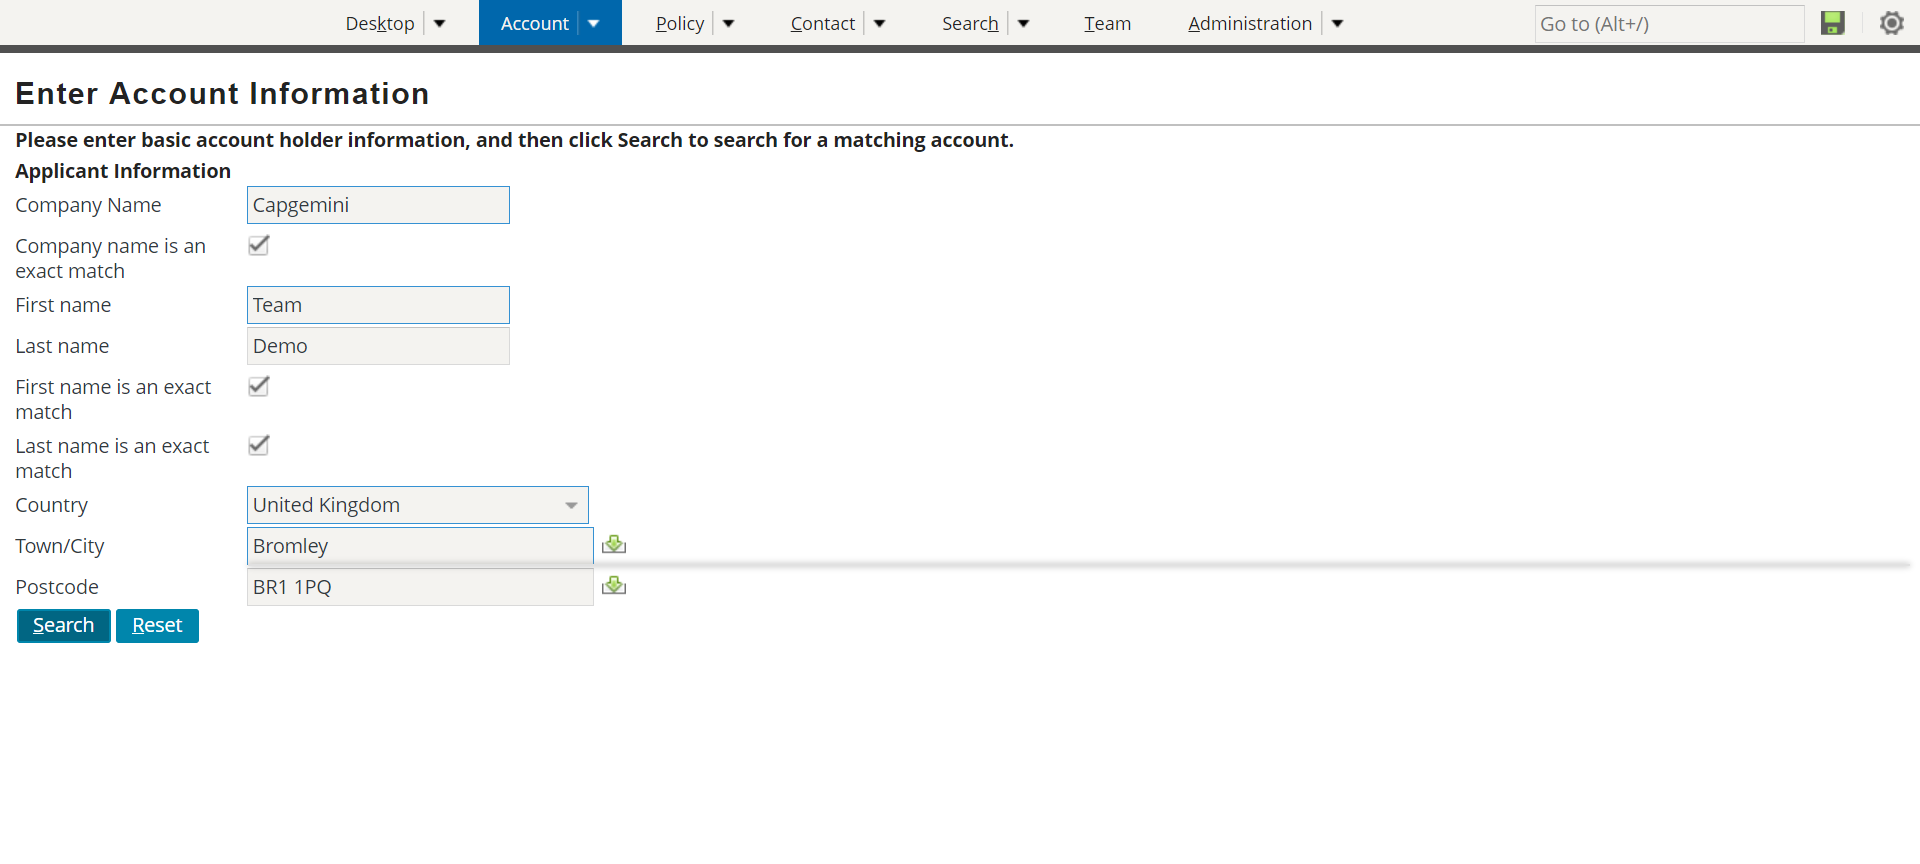 Desktop Account Policy Contact Search Team Administration Go to (Alt+/)
Enter Account Information
Please enter basic account holder information, and then click Search to search for a matching account.
Applicant Information
Company Name Capgemini
Company name is an
exact match
First name Team
Last name Demo
First name is an exact
match
Last name is an exact
match
Country United Kingdom
Town/City Bromley
Postcode BR1 1PQ
Search Reset